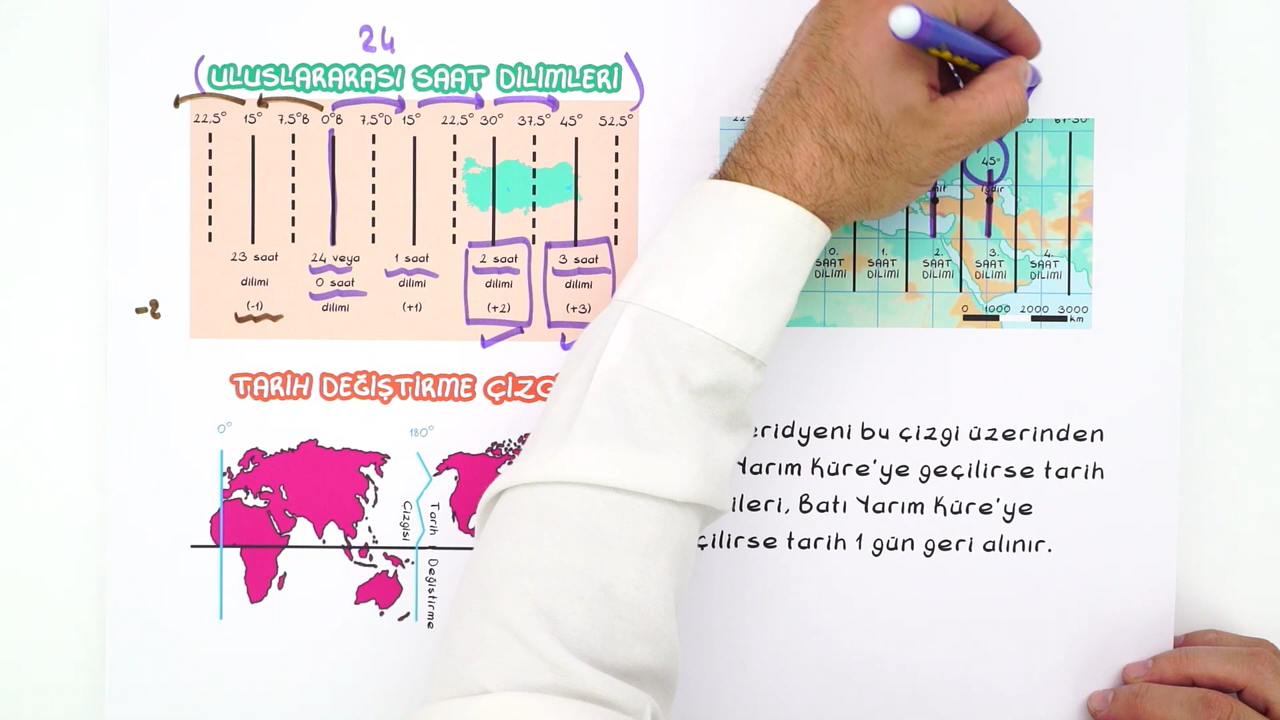 24
ULUSLARARASI SAAT DİLİMLERİ
22.5° 15° 7.5°B 0°B 7.5°D 15° 22.5° 30° 37.5° 45° 52.5°
23 saat dilimi (-1)
24 veya 0 saat dilimi
1 saat dilimi (+1)
2 saat dilimi (+2)
3 saat dilimi (+3)
-2
45°
Iğdır
0. SAAT DİLİMİ
1. SAAT DİLİMİ
2. SAAT DİLİMİ
3. SAAT DİLİMİ
4. SAAT DİLİMİ
0 1000 2000 3000
km
TARİH DEĞİŞTİRME
0° 180°
Tarih Değiştirme
Çizgisi
bu çizgi üzerinden
Yarım Küre'ye geçilirse tarih
ileri, Batı Yarım Küre'ye
tarih 1 gün geri alınır.